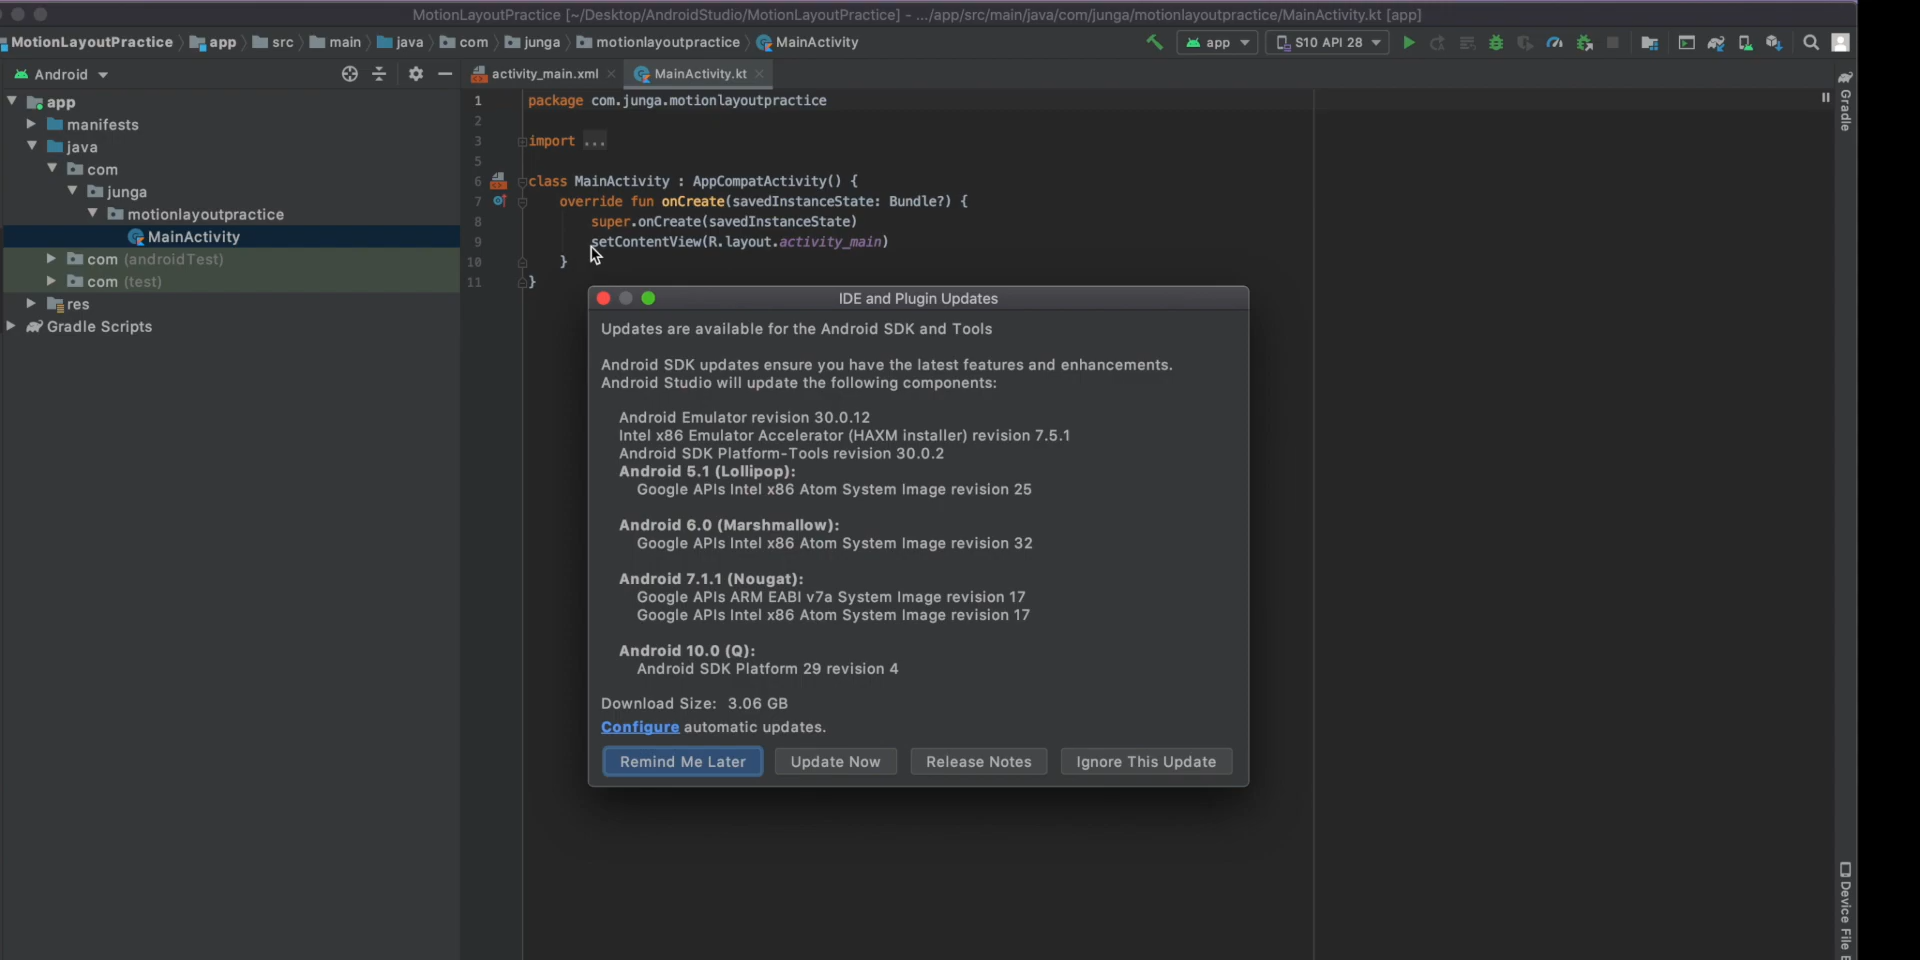 MotionLayoutPractice [~/Desktop/AndroidStudio/MotionLayoutPractice] - .../app/src/main/java/com/junga/motionlayoutpractice/MainActivity.kt [app]
MotionLayoutPractice app src main java com junga motionlayoutpractice MainActivity app S10 API 28
Android activity_main.xml MainActivity.kt
app
manifests
java
com
junga
motionlayoutpractice
MainActivity
com (androidTest)
com (test)
res
Gradle Scripts
1 package com.junga.motionlayoutpractice
2
3 import ...
5
6 class MainActivity : AppCompatActivity() {
7 override fun onCreate(savedInstanceState: Bundle?) {
8 super.onCreate(savedInstanceState)
9 setContentView(R.layout.activity_main)
10 }
11 }
IDE and Plugin Updates
Updates are available for the Android SDK and Tools
Android SDK updates ensure you have the latest features and enhancements.
Android Studio will update the following components:
Android Emulator revision 30.0.12
Intel x86 Emulator Accelerator (HAXM installer) revision 7.5.1
Android SDK Platform-Tools revision 30.0.2
Android 5.1 (Lollipop):
Google APIs Intel x86 Atom System Image revision 25
Android 6.0 (Marshmallow):
Google APIs Intel x86 Atom System Image revision 32
Android 7.1.1 (Nougat):
Google APIs ARM EABI v7a System Image revision 17
Google APIs Intel x86 Atom System Image revision 17
Android 10.0 (Q):
Android SDK Platform 29 revision 4
Download Size: 3.06 GB
Configure automatic updates.
Remind Me Later Update Now Release Notes Ignore This Update
Gradle
Device File E